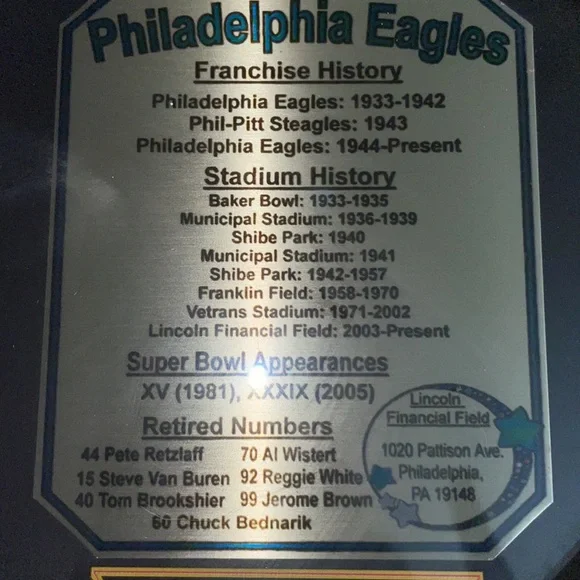 Philadelphia Eagles
Franchise History
Philadelphia Eagles: 1933-1942
Phil-Pitt Steagles: 1943
Philadelphia Eagles: 1944-Present
Stadium History
Baker Bowl: 1933-1935
Municipal Stadium: 1936-1939
Shibe Park: 1940
Municipal Stadium: 1941
Shibe Park: 1942-1957
Franklin Field: 1958-1970
Vetrans Stadium: 1971-2002
Lincoln Financial Field: 2003-Present
Super Bowl Appearances
XV (1981), XXXIX (2005)
Retired Numbers
44 Pete Retzlaff 70 Al Wistert
15 Steve Van Buren 92 Reggie White
40 Tom Brookshier 99 Jerome Brown
60 Chuck Bednarik
Lincoln
Financial Field
1020 Pattison Ave.
Philadelphia,
PA 19148